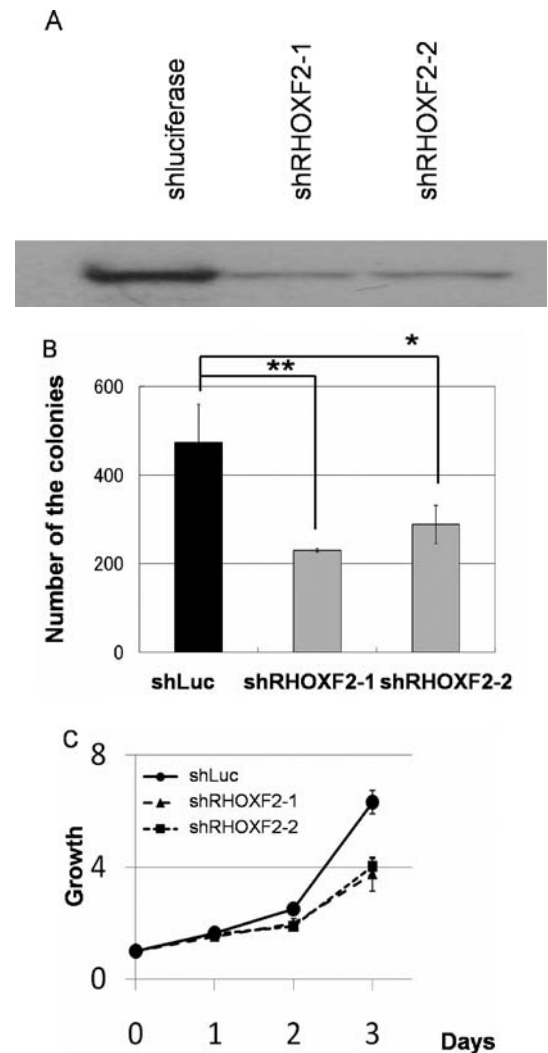 A
shluciferase
shRHOXF2-1
shRHOXF2-2
B
*
**
600
400
200
0
Number of the colonies
shLuc
shRHOXF2-1
shRHOXF2-2
C
8
4
0
Growth
shLuc
shRHOXF2-1
shRHOXF2-2
0 1 2 3 Days